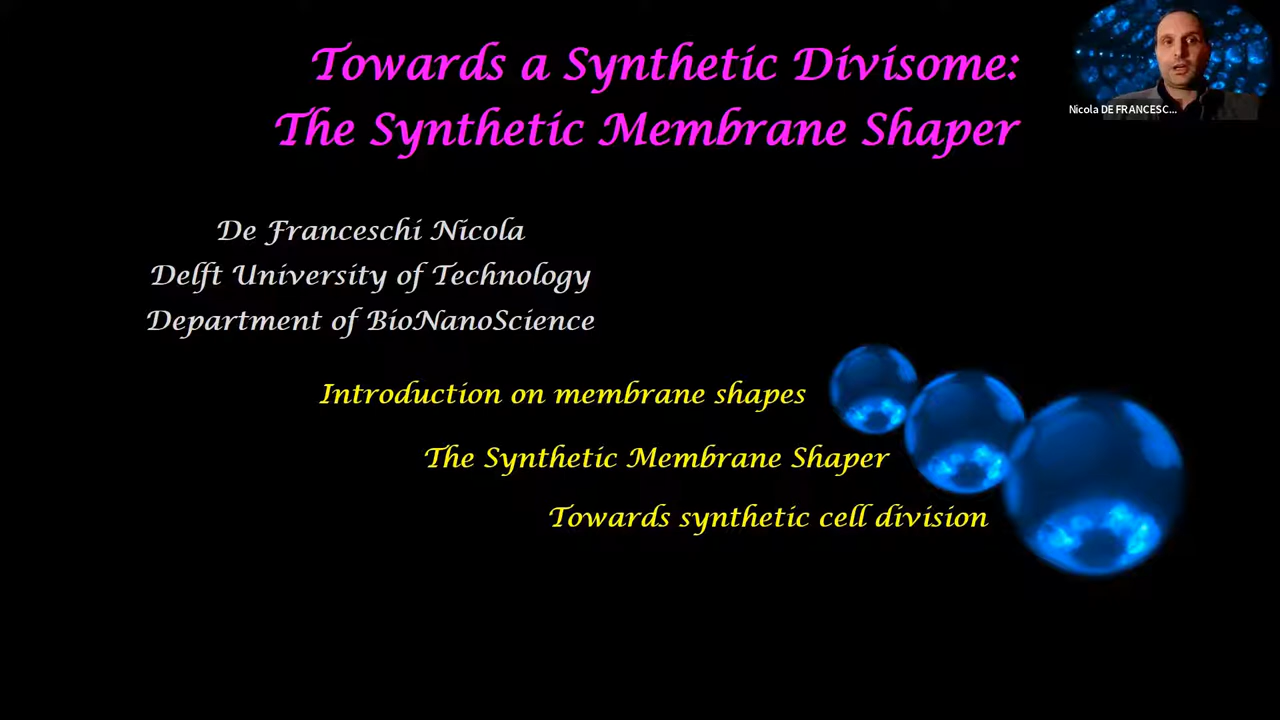 Towards a Synthetic Divisome:
The Synthetic Membrane Shaper
Nicola DE FRANCESC...
De Franceschi Nicola
Delft University of Technology
Department of BioNanoScience
Introduction on membrane shapes
The Synthetic Membrane Shaper
Towards synthetic cell division